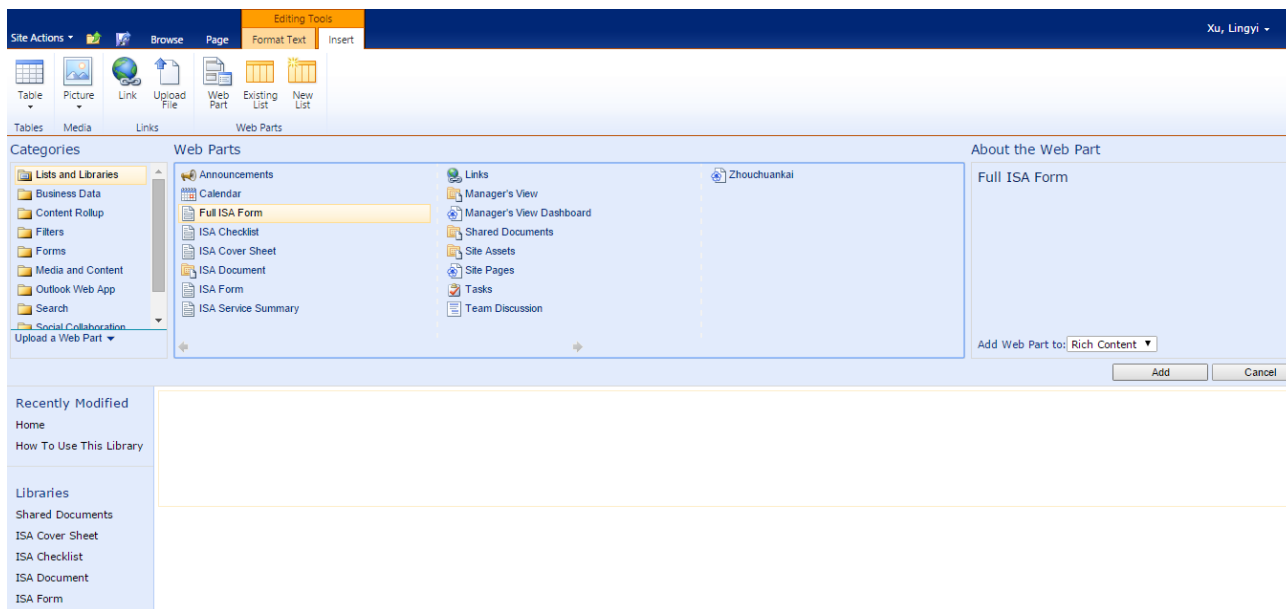 Editing Tools
Site Actions Browse Page Format Text Insert Xu, Lingyi
Table Picture Link Upload File Web Part Existing List New List
Tables Media Links Web Parts
Categories
Lists and Libraries
Business Data
Content Rollup
Filters
Forms
Media and Content
Outlook Web App
Search
Social Collaboration
Upload a Web Part
Web Parts
Announcements
Calendar
Full ISA Form
ISA Checklist
ISA Cover Sheet
ISA Document
ISA Form
ISA Service Summary
Links
Manager's View
Manager's View Dashboard
Shared Documents
Site Assets
Site Pages
Tasks
Team Discussion
Zhouchuankai
About the Web Part
Full ISA Form
Add Web Part to: Rich Content
Add Cancel
Recently Modified
Home
How To Use This Library
Libraries
Shared Documents
ISA Cover Sheet
ISA Checklist
ISA Document
ISA Form